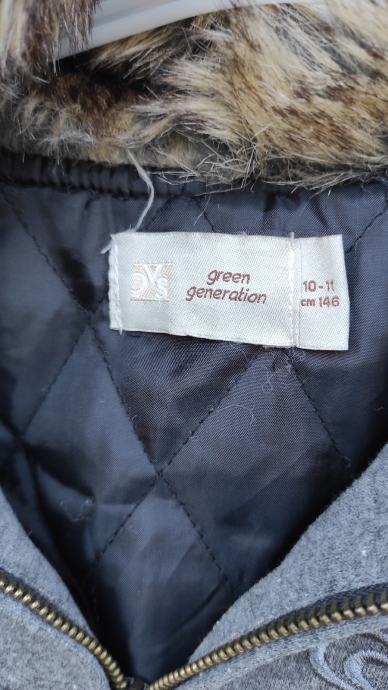 OVS
green
generation
10-11
cm 146